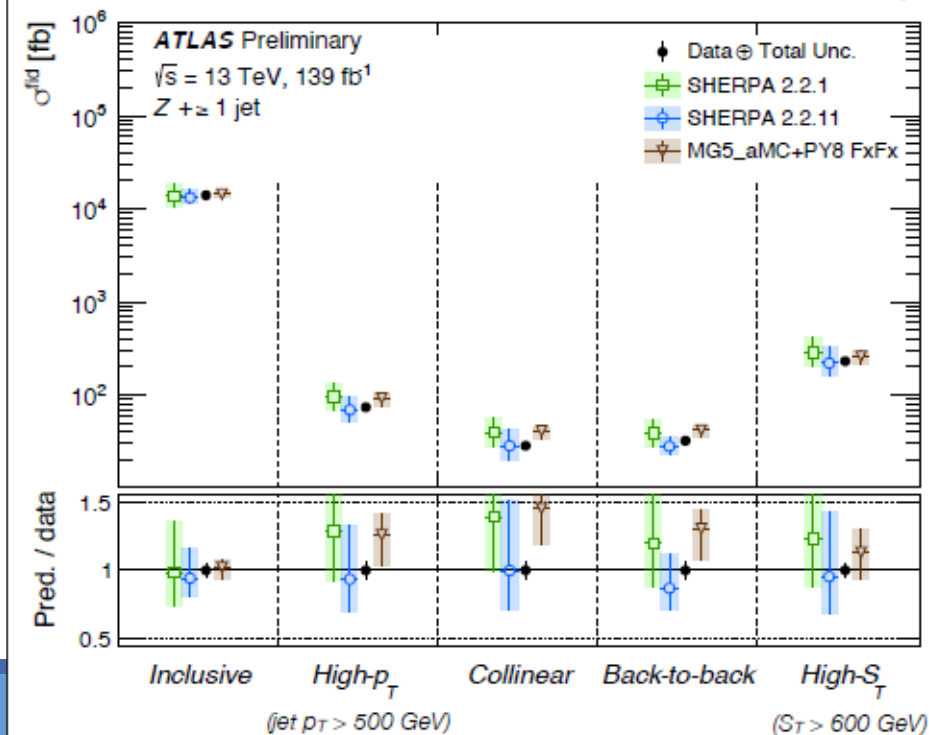 σ^fid [fb]
10^6
10^5
10^4
10^3
10^2
ATLAS Preliminary
√s = 13 TeV, 139 fb^1
Z + ≥ 1 jet
Data ⊕ Total Unc.
SHERPA 2.2.1
SHERPA 2.2.11
MG5_aMC+PY8 FxFx
Pred. / data
1.5
1
0.5
Inclusive High-p_T Collinear Back-to-back High-S_T
(jet p_T > 500 GeV) (S_T > 600 GeV)